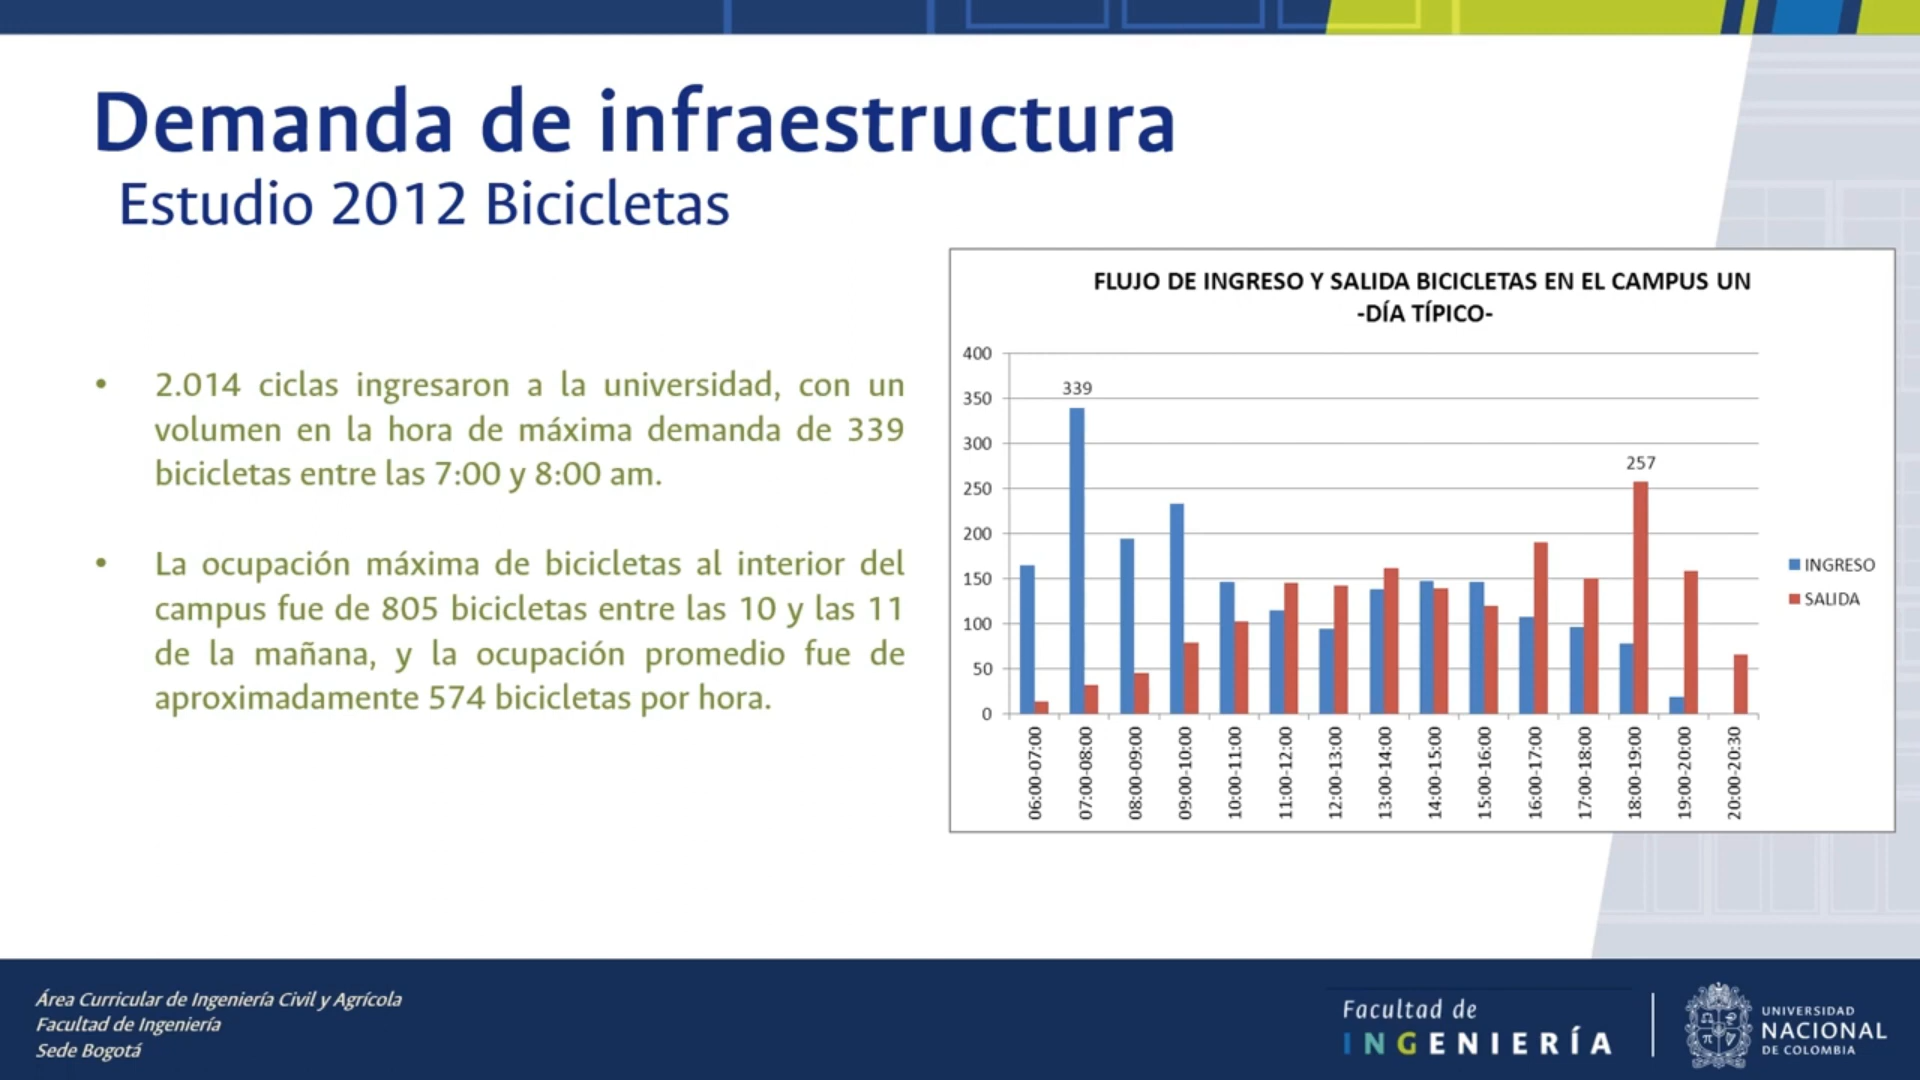 Demanda de infraestructura
Estudio 2012 Bicicletas
• 2.014 ciclas ingresaron a la universidad, con un
volumen en la hora de máxima demanda de 339
bicicletas entre las 7:00 y 8:00 am.
• La ocupación máxima de bicicletas al interior del
campus fue de 805 bicicletas entre las 10 y las 11
de la mañana, y la ocupación promedio fue de
aproximadamente 574 bicicletas por hora.
FLUJO DE INGRESO Y SALIDA BICICLETAS EN EL CAMPUS UN
-DÍA TÍPICO-
400
350
300
250
200
150
100
50
0
339
257
INGRESO
SALIDA
06:00-07:00
07:00-08:00
08:00-09:00
09:00-10:00
10:00-11:00
11:00-12:00
12:00-13:00
13:00-14:00
14:00-15:00
15:00-16:00
16:00-17:00
17:00-18:00
18:00-19:00
19:00-20:00
20:00-20:30
Área Curricular de Ingeniería Civil y Agrícola
Facultad de Ingeniería
Sede Bogotá
Facultad de
INGENIERÍA
UNIVERSIDAD
NACIONAL
DE COLOMBIA